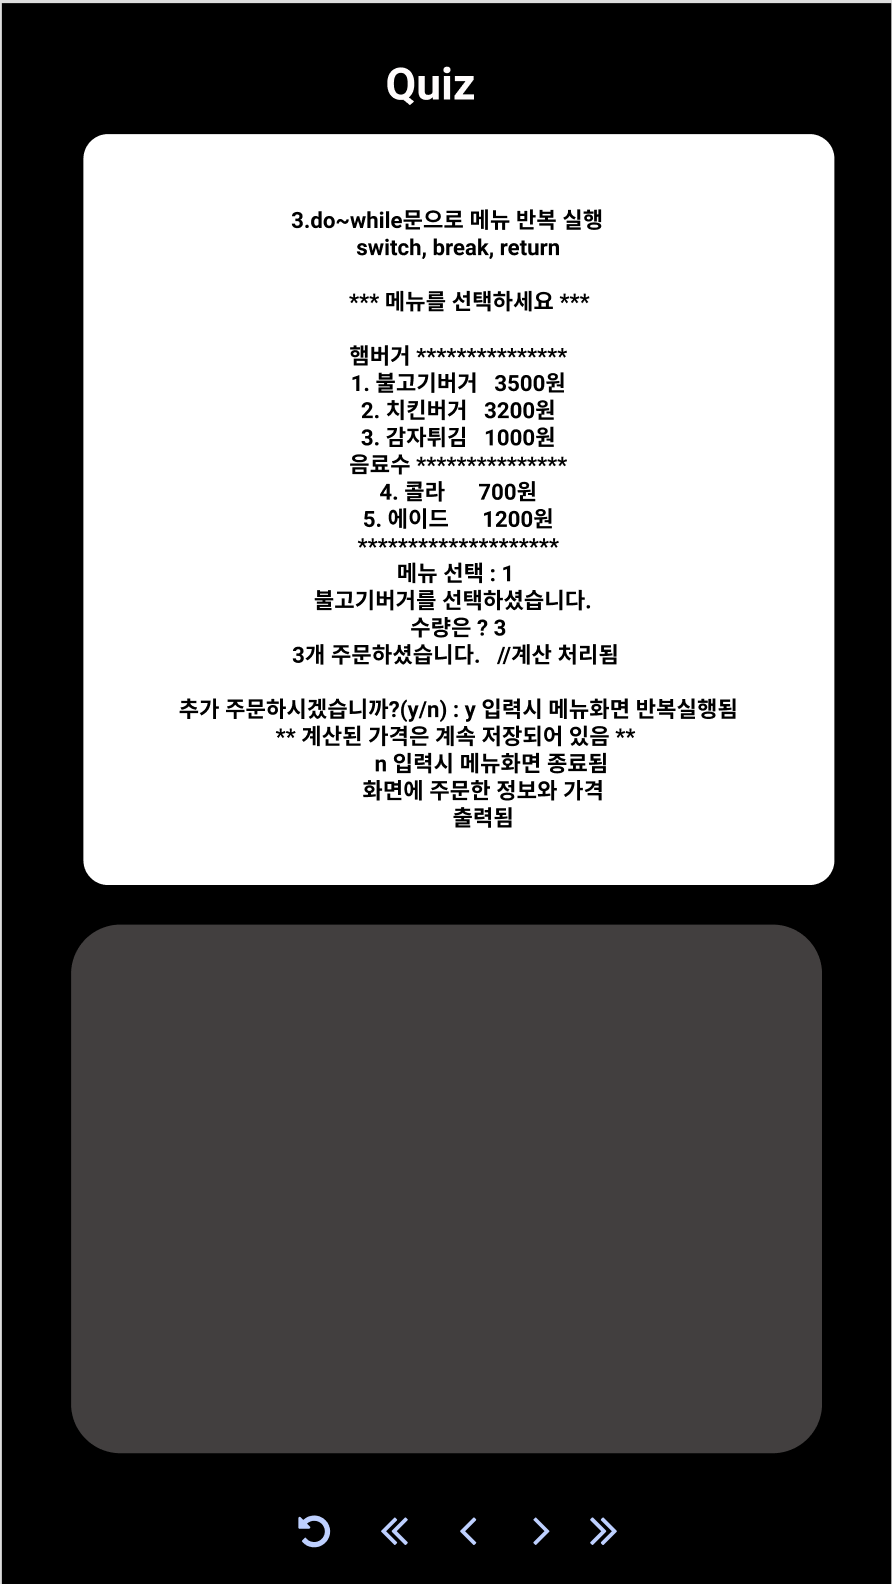 Quiz
3.do~while문으로 메뉴 반복 실행
switch, break, return
*** 메뉴를 선택하세요 ***
햄버거 ***************
1. 불고기버거 3500원
2. 치킨버거 3200원
3. 감자튀김 1000원
음료수 ***************
4. 콜라 700원
5. 에이드 1200원
********************
메뉴 선택 : 1
불고기버거를 선택하셨습니다.
수량은 ? 3
3개 주문하셨습니다. //계산 처리됨
추가 주문하시겠습니까?(y/n) : y 입력시 메뉴화면 반복실행됨
** 계산된 가격은 계속 저장되어 있음 **
n 입력시 메뉴화면 종료됨
화면에 주문한 정보와 가격
출력됨